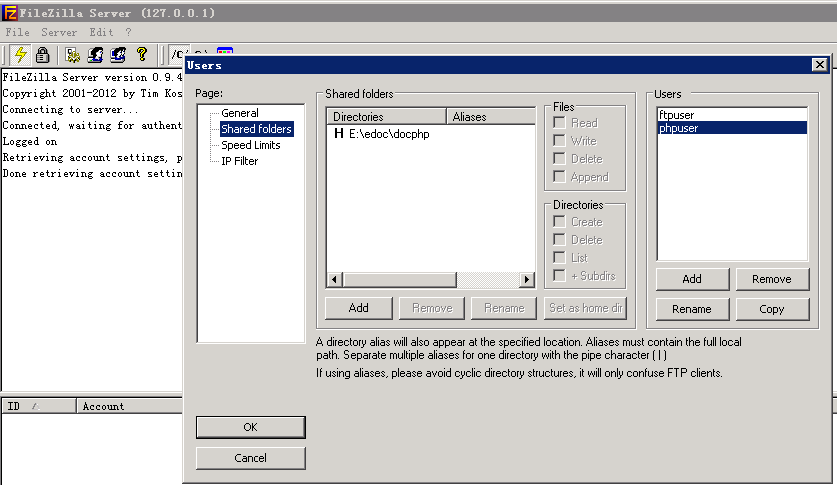 FileZilla Server (127.0.0.1)
File Server Edit ?
/C/
FileZilla Server version 0.9.4
Copyright 2001-2012 by Tim Kos
Connecting to server...
Connected, waiting for authent
Logged on
Retrieving account settings, p
Done retrieving account settin
ID / Account
Users
Page:
General
Shared folders
Speed Limits
IP Filter
OK
Cancel
Shared folders
Directories Aliases
H E:\edoc\docphp
Add Remove Rename Set as home dir
Files
Read
Write
Delete
Append
Directories
Create
Delete
List
+ Subdirs
Users
ftpuser
phpuser
Add Remove
Rename Copy
A directory alias will also appear at the specified location. Aliases must contain the full local
path. Separate multiple aliases for one directory with the pipe character ( | )
If using aliases, please avoid cyclic directory structures, it will only confuse FTP clients.